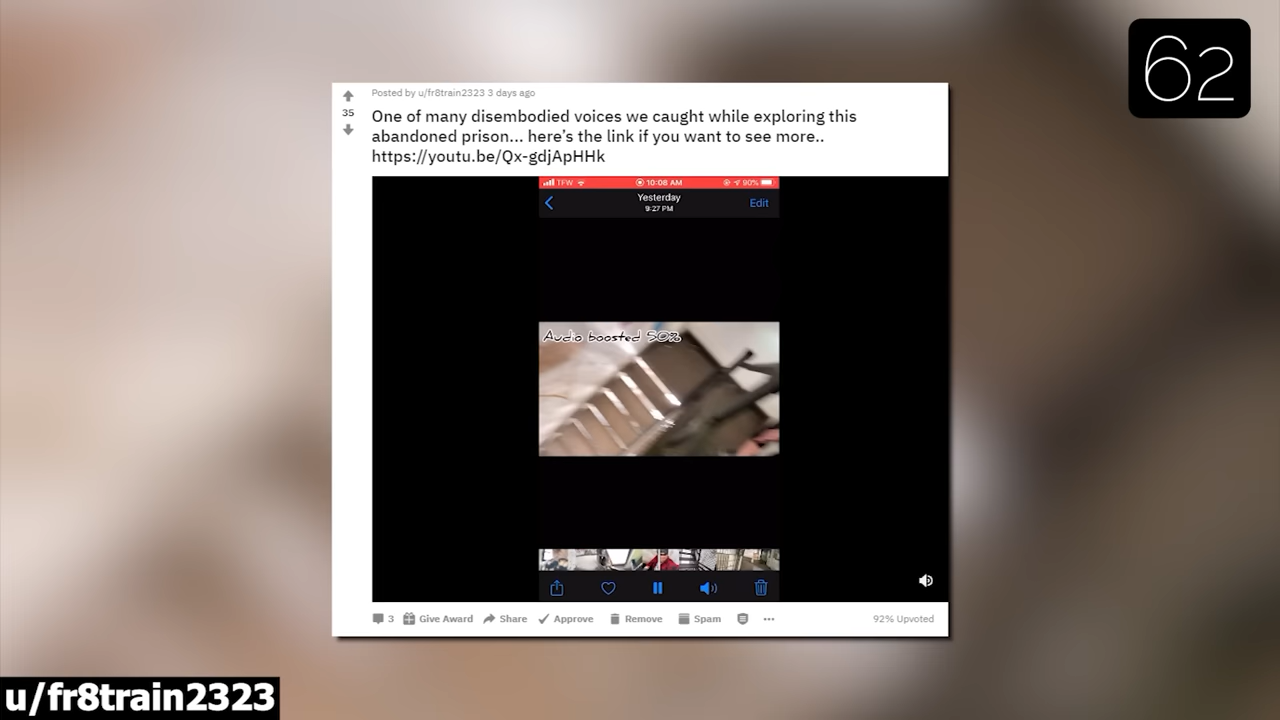 62
Posted by u/fr8train2323 3 days ago
35
One of many disembodied voices we caught while exploring this
abandoned prison... here's the link if you want to see more..
https://youtu.be/Qx-gdjApHHk
TFW 10:08 AM 90%
Yesterday
9:27 PM
Edit
Audio boosted 50%
3 Give Award Share Approve Remove Spam ... 92% Upvoted
u/fr8train2323